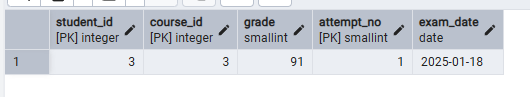 student_id course_id grade attempt_no exam_date
[PK] integer [PK] integer smallint [PK] smallint date
1 3 3 91 1 2025-01-18